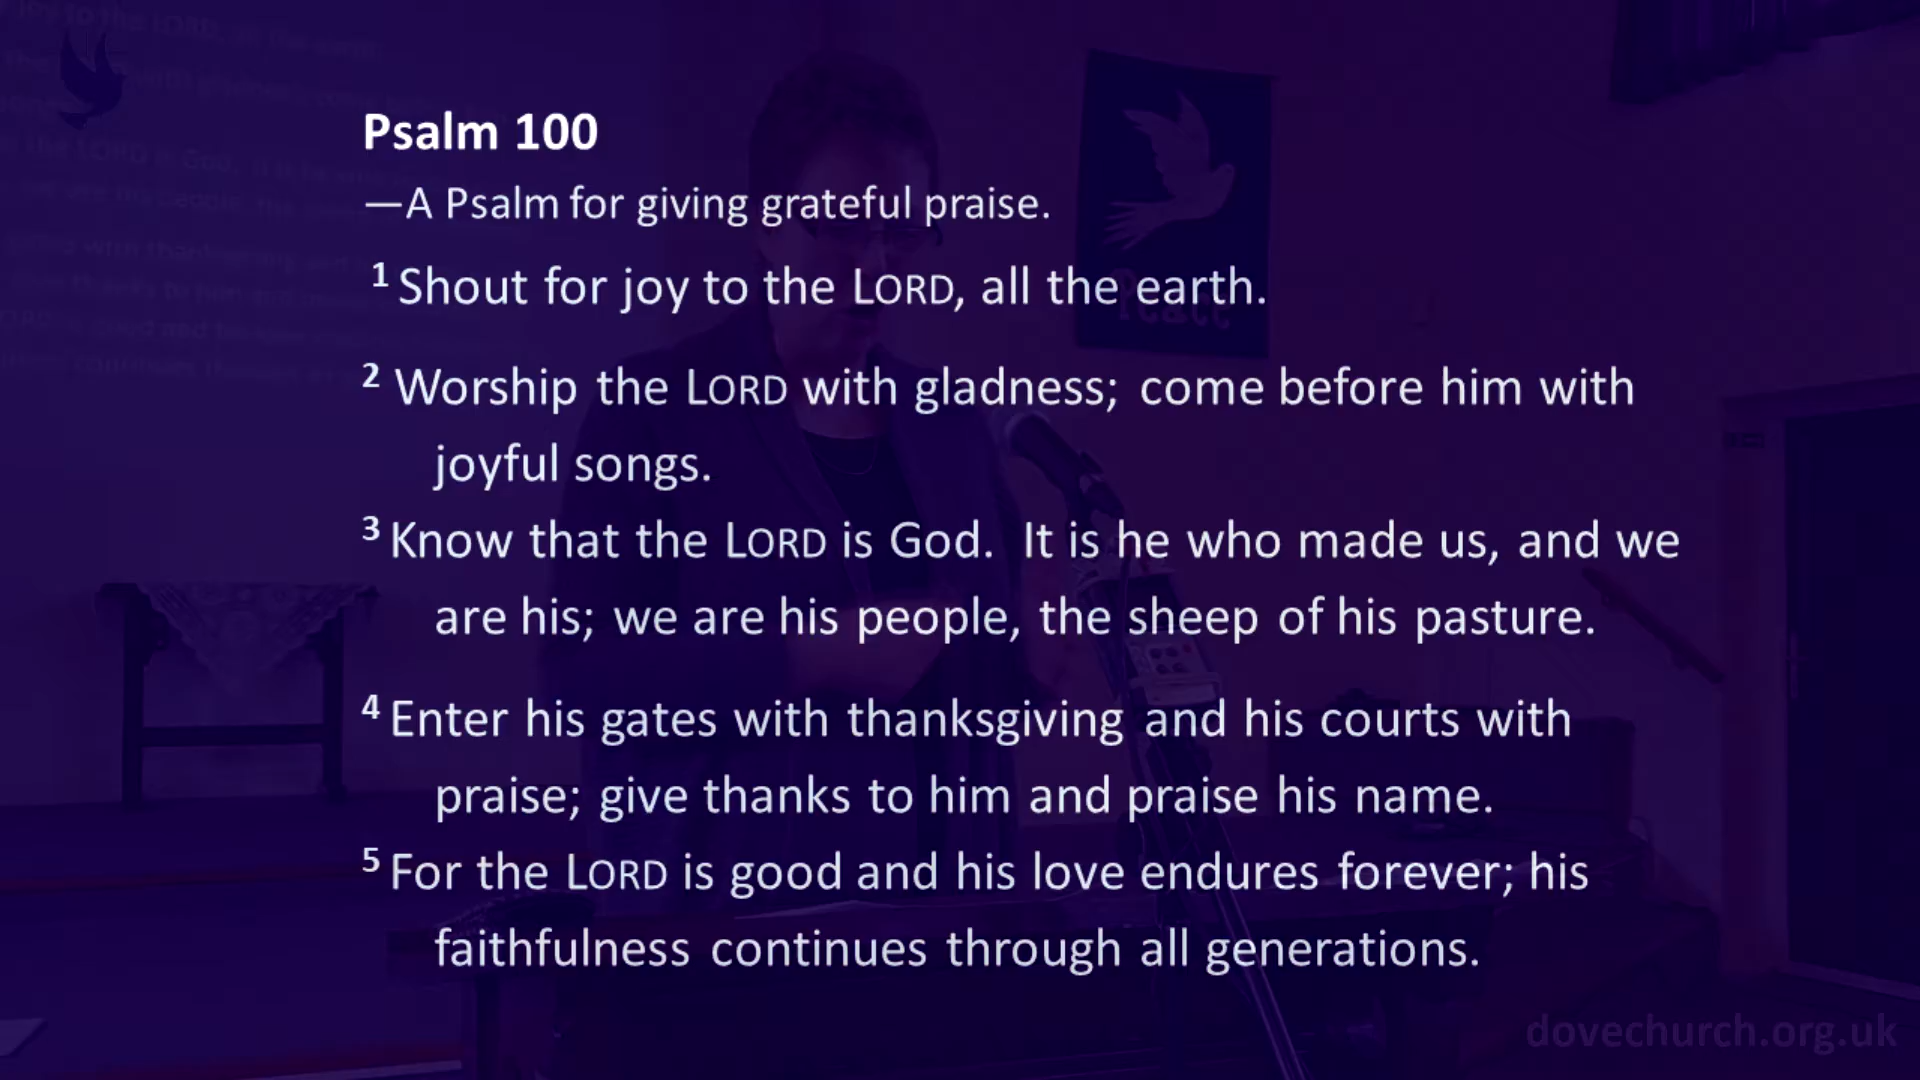 Psalm 100
—A Psalm for giving grateful praise.
1 Shout for joy to the LORD, all the earth.
2 Worship the LORD with gladness; come before him with
joyful songs.
3 Know that the LORD is God. It is he who made us, and we
are his; we are his people, the sheep of his pasture.
4 Enter his gates with thanksgiving and his courts with
praise; give thanks to him and praise his name.
5 For the LORD is good and his love endures forever; his
faithfulness continues through all generations.
Peace
dovechurch.org.uk